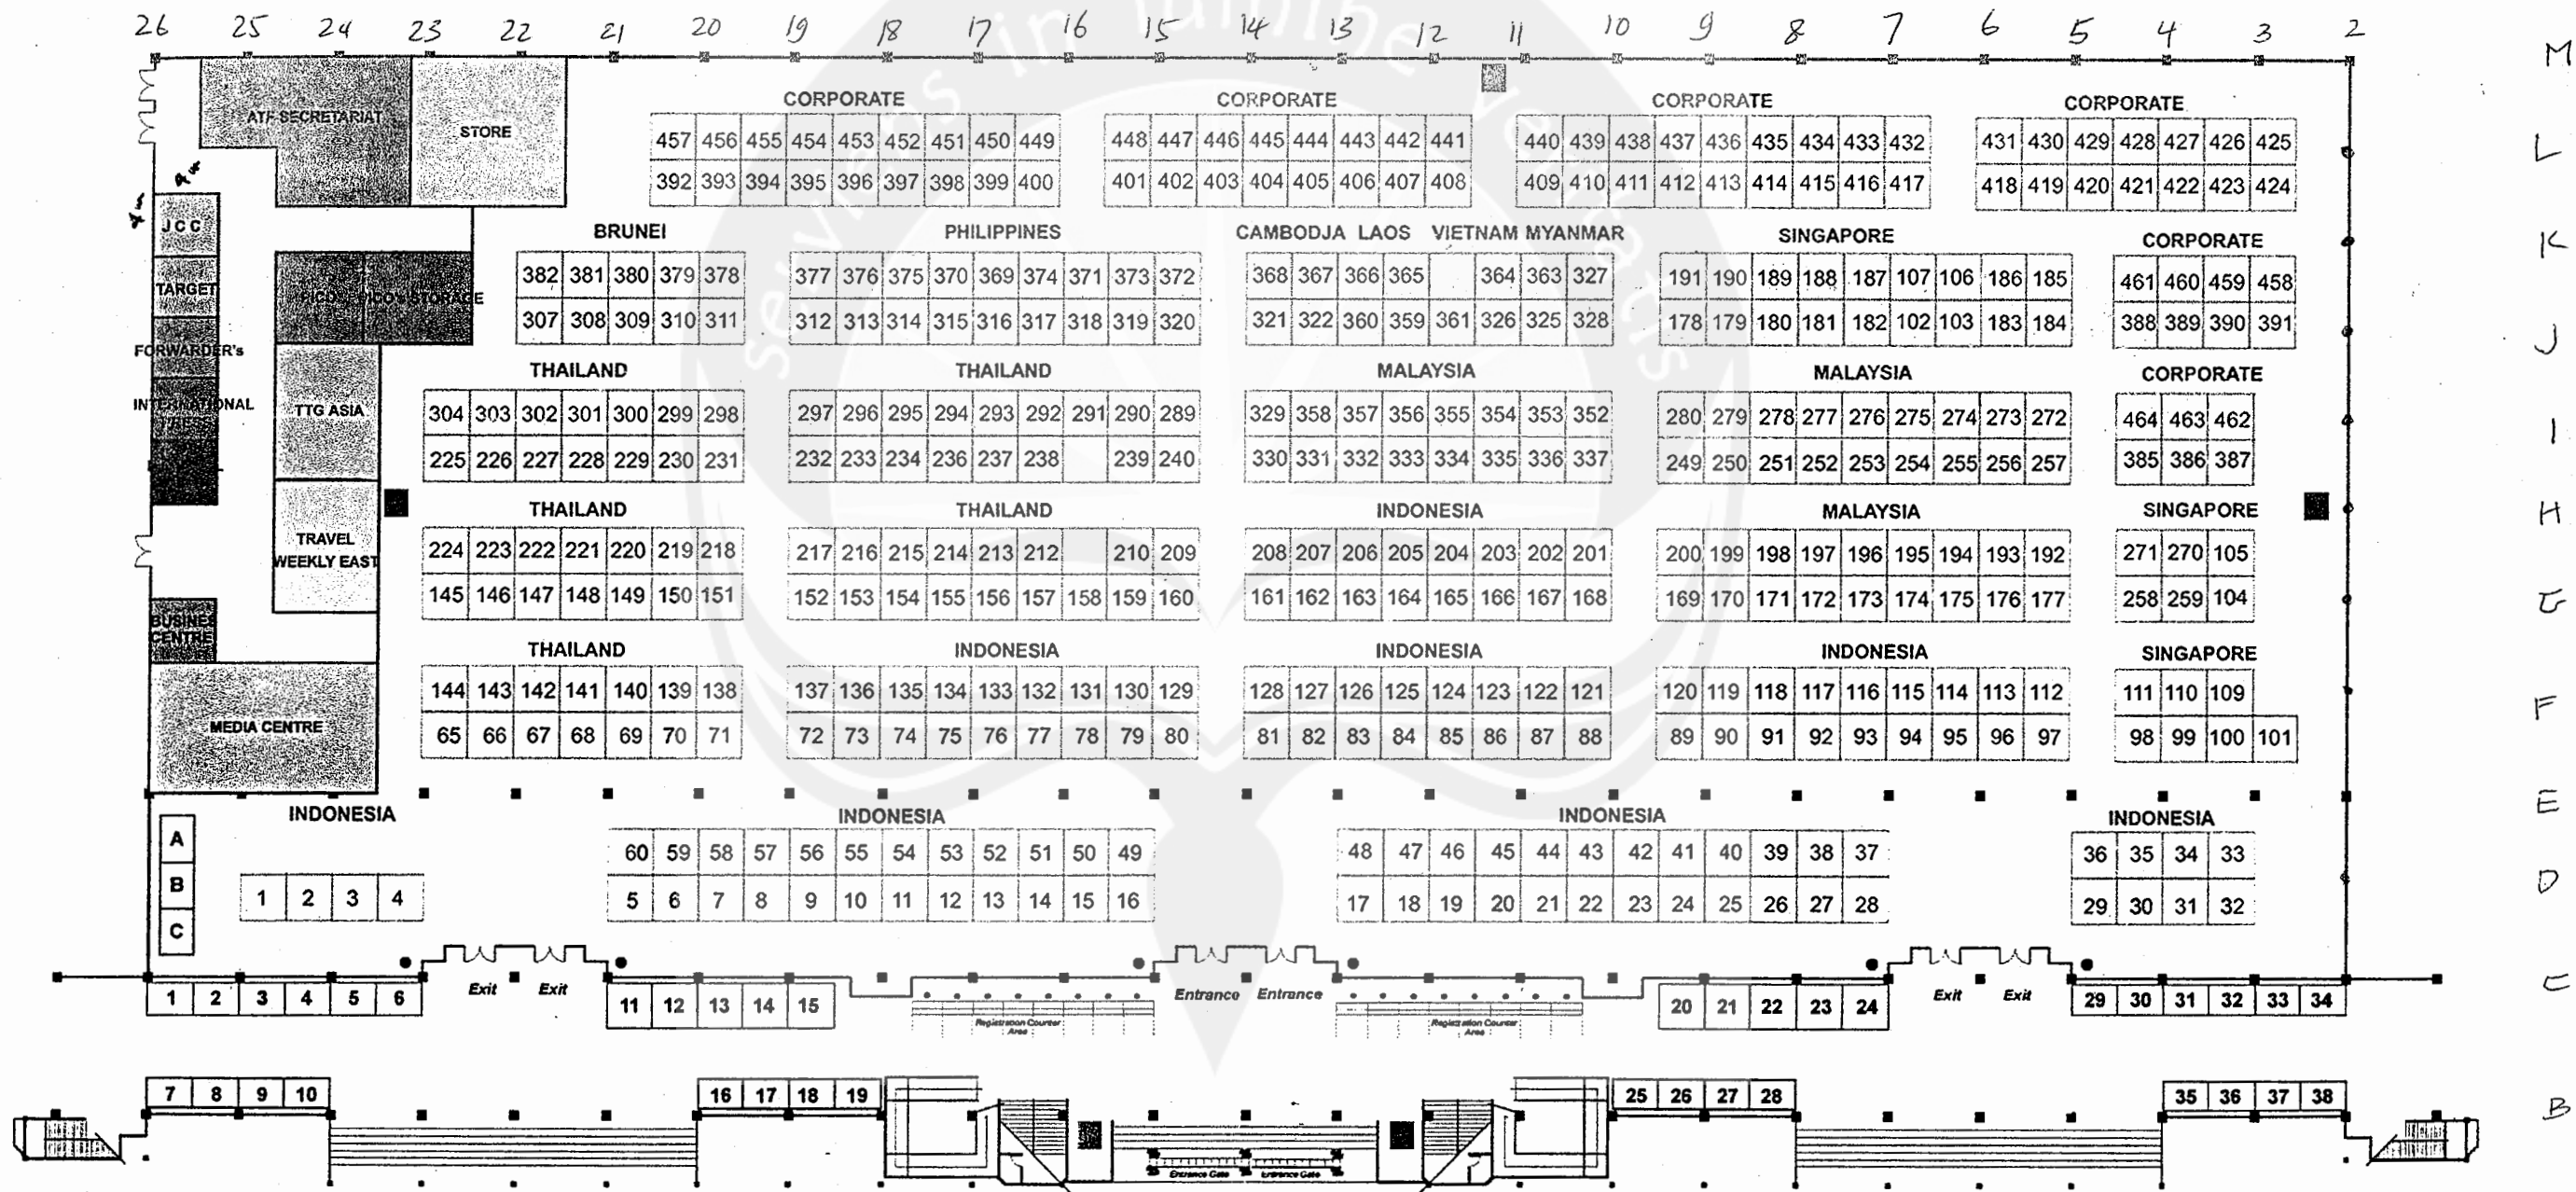 26 25 24 23 22 21 20 19 18 17 16 15 14 13 12 11 10 9 8 7 6 5 4 3 2
M
serviens in lumine veritatis
ATF SECRETARIAT
STORE
CORPORATE CORPORATE CORPORATE CORPORATE
457 456 455 454 453 452 451 450 449 448 447 446 445 444 443 442 441 440 439 438 437 436 435 434 433 432 431 430 429 428 427 426 425
L
392 393 394 395 396 397 398 399 400 401 402 403 404 405 406 407 408 409 410 411 412 413 414 415 416 417 418 419 420 421 422 423 424
JCC
BRUNEI PHILIPPINES CAMBODJA LAOS VIETNAM MYANMAR SINGAPORE CORPORATE
K
382 381 380 379 378 377 376 375 370 369 374 371 373 372 368 367 366 365 364 363 327 191 190 189 188 187 107 106 186 185 461 460 459 458
TARGET
PICO's PICO's STORAGE
307 308 309 310 311 312 313 314 315 316 317 318 319 320 321 322 360 359 361 326 325 328 178 179 180 181 182 102 103 183 184 388 389 390 391
J
FORWARDER's
THAILAND THAILAND MALAYSIA MALAYSIA CORPORATE
INTERNATIONAL
TTG ASIA
304 303 302 301 300 299 298 297 296 295 294 293 292 291 290 289 329 358 357 356 355 354 353 352 280 279 278 277 276 275 274 273 272 464 463 462
I
225 226 227 228 229 230 231 232 233 234 236 237 238 239 240 330 331 332 333 334 335 336 337 249 250 251 252 253 254 255 256 257 385 386 387
THAILAND THAILAND INDONESIA MALAYSIA SINGAPORE
H
TRAVEL
WEEKLY EAST
224 223 222 221 220 219 218 217 216 215 214 213 212 210 209 208 207 206 205 204 203 202 201 200 199 198 197 196 195 194 193 192 271 270 105
145 146 147 148 149 150 151 152 153 154 155 156 157 158 159 160 161 162 163 164 165 166 167 168 169 170 171 172 173 174 175 176 177 258 259 104
G
BUSINES
CENTRE
THAILAND INDONESIA INDONESIA INDONESIA SINGAPORE
144 143 142 141 140 139 138 137 136 135 134 133 132 131 130 129 128 127 126 125 124 123 122 121 120 119 118 117 116 115 114 113 112 111 110 109
F
MEDIA CENTRE
65 66 67 68 69 70 71 72 73 74 75 76 77 78 79 80 81 82 83 84 85 86 87 88 89 90 91 92 93 94 95 96 97 98 99 100 101
E
INDONESIA INDONESIA INDONESIA INDONESIA
A
60 59 58 57 56 55 54 53 52 51 50 49 48 47 46 45 44 43 42 41 40 39 38 37 36 35 34 33
B
D
1 2 3 4 5 6 7 8 9 10 11 12 13 14 15 16 17 18 19 20 21 22 23 24 25 26 27 28 29 30 31 32
C
C
1 2 3 4 5 6 Exit Exit 11 12 13 14 15 Entrance Entrance 20 21 22 23 24 Exit Exit 29 30 31 32 33 34
Registration Counter Area
Registration Counter Area
7 8 9 10 16 17 18 19 25 26 27 28 35 36 37 38
B
Entrance Gate Entrance Gate